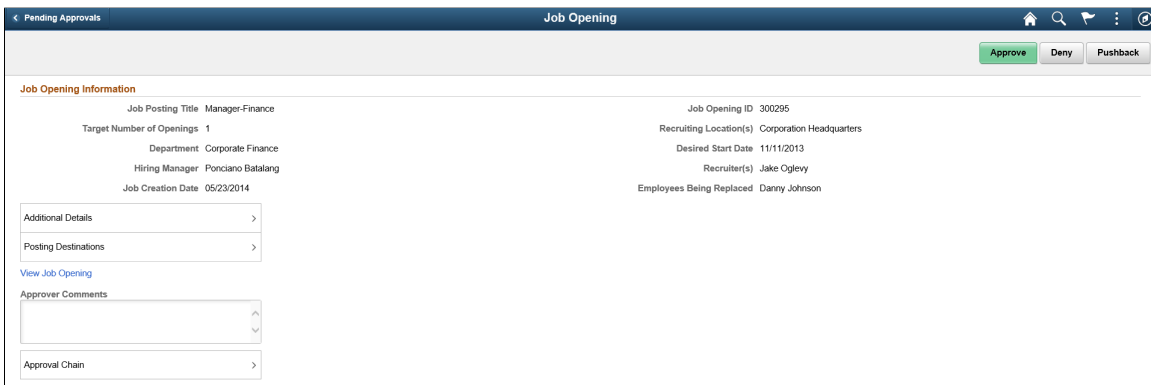 Pending Approvals
Job Opening
Approve Deny Pushback
Job Opening Information
Job Posting Title Manager-Finance Job Opening ID 300295
Target Number of Openings 1 Recruiting Location(s) Corporation Headquarters
Department Corporate Finance Desired Start Date 11/11/2013
Hiring Manager Ponciano Batalang Recruiter(s) Jake Oglevy
Job Creation Date 05/23/2014 Employees Being Replaced Danny Johnson
Additional Details
Posting Destinations
View Job Opening
Approver Comments
Approval Chain